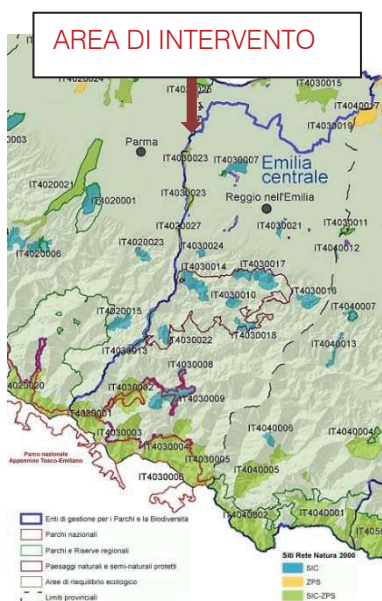 AREA DI INTERVENTO
IT4040017
IT4030019
Parma
IT4030023
IT4030007
Emilia
centrale
IT4020021
IT4020001
IT4030023
Reggio nell'Emilia
IT4030011
IT4020027
IT4030021
IT4040012
IT4020006
IT4020023
IT4030024
IT4030014
IT4030017
IT4030010
IT4030016
IT4020015
IT4040007
IT4030018
IT4030022
IT4030013
IT4040013
IT4030008
4020020
IT4030002
IT4030009
IT4030001
IT4030003
IT4030004
IT4040006
IT4040004
Parco nazionale
Appennino Tosco-Emiliano
IT4030005
IT4040005
IT4030006
IT4040002
IT4040001
Enti di gestione per i Parchi e la Biodiversità
Parchi nazionali
Parchi e Riserve regionali
Paesaggi naturali e semi-naturali protetti
Aree di riequilibrio ecologico
Limiti provinciali
Siti Rete Natura 2000
SIC
ZPS
SIC-ZPS